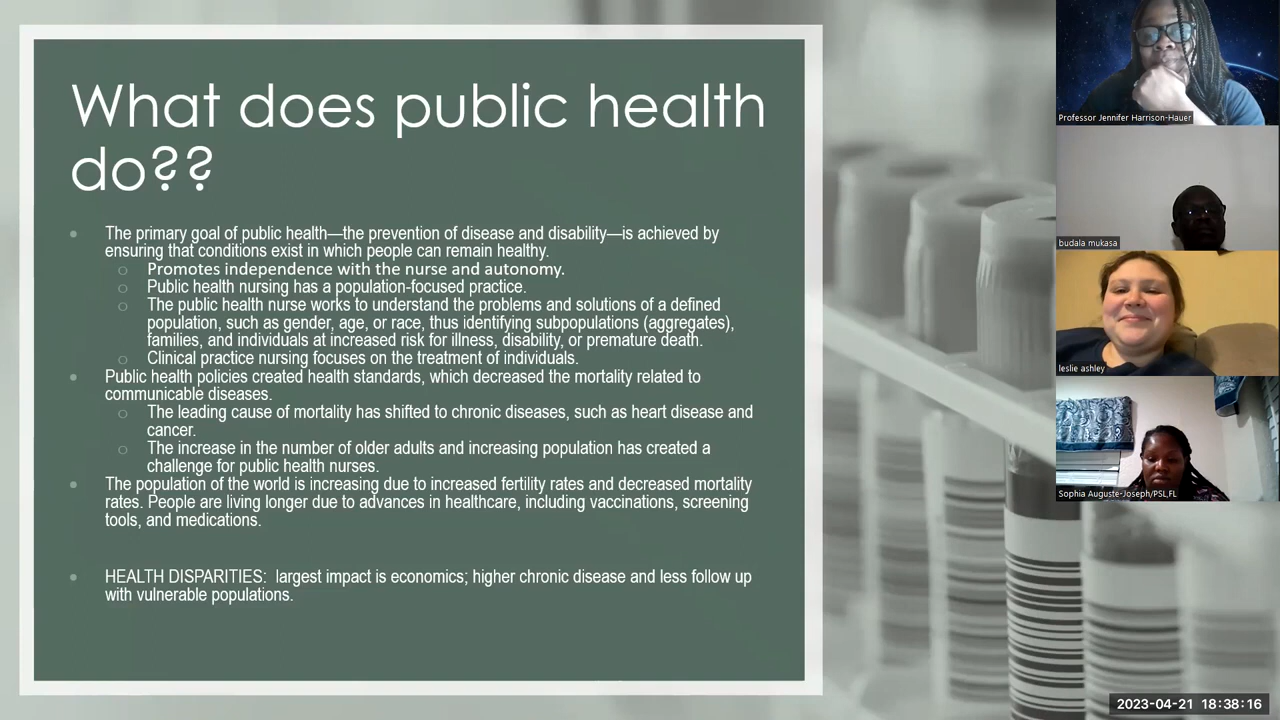 What does public health
do??
The primary goal of public health—the prevention of disease and disability—is achieved by
ensuring that conditions exist in which people can remain healthy.
Promotes independence with the nurse and autonomy.
Public health nursing has a population-focused practice.
The public health nurse works to understand the problems and solutions of a defined
population, such as gender, age, or race, thus identifying subpopulations (aggregates),
families, and individuals at increased risk for illness, disability, or premature death.
Clinical practice nursing focuses on the treatment of individuals.
Public health policies created health standards, which decreased the mortality related to
communicable diseases.
The leading cause of mortality has shifted to chronic diseases, such as heart disease and
cancer.
The increase in the number of older adults and increasing population has created a
challenge for public health nurses.
The population of the world is increasing due to increased fertility rates and decreased mortality
rates. People are living longer due to advances in healthcare, including vaccinations, screening
tools, and medications.
HEALTH DISPARITIES: largest impact is economics; higher chronic disease and less follow up
with vulnerable populations.
Professor Jennifer Harrison-Hauer
budala mukasa
leslie ashley
Sophia Auguste-Joseph/PSL,FL
2023-04-21 18:38:16